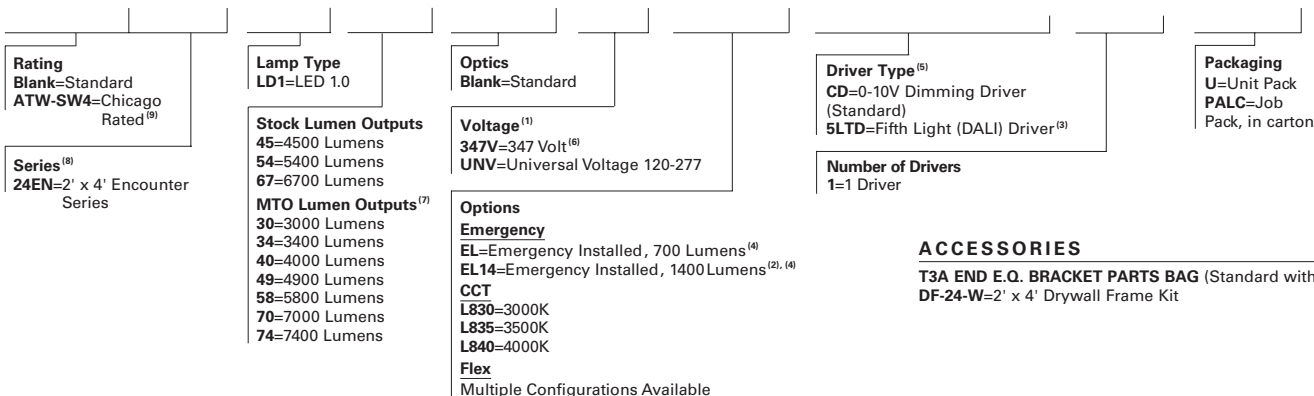 Rating
Blank=Standard
ATW-SW4=Chicago
Rated(9)
Series(8)
24EN=2' x 4' Encounter
Series
Lamp Type
LD1=LED 1.0
Stock Lumen Outputs
45=4500 Lumens
54=5400 Lumens
67=6700 Lumens
MTO Lumen Outputs(7)
30=3000 Lumens
34=3400 Lumens
40=4000 Lumens
49=4900 Lumens
58=5800 Lumens
70=7000 Lumens
74=7400 Lumens
Optics
Blank=Standard
Voltage(1)
347V=347 Volt(6)
UNV=Universal Voltage 120-277
Options
Emergency
EL=Emergency Installed, 700 Lumens(4)
EL14=Emergency Installed, 1400 Lumens(2), (4)
CCT
L830=3000K
L835=3500K
L840=4000K
Flex
Multiple Configurations Available
Driver Type(5)
CD=0-10V Dimming Driver
(Standard)
5LTD=Fifth Light (DALI) Driver(3)
Number of Drivers
1=1 Driver
Packaging
U=Unit Pack
PALC=Job
Pack, in carton
ACCESSORIES
T3A END E.Q. BRACKET PARTS BAG (Standard with
DF-24-W=2' x 4' Drywall Frame Kit